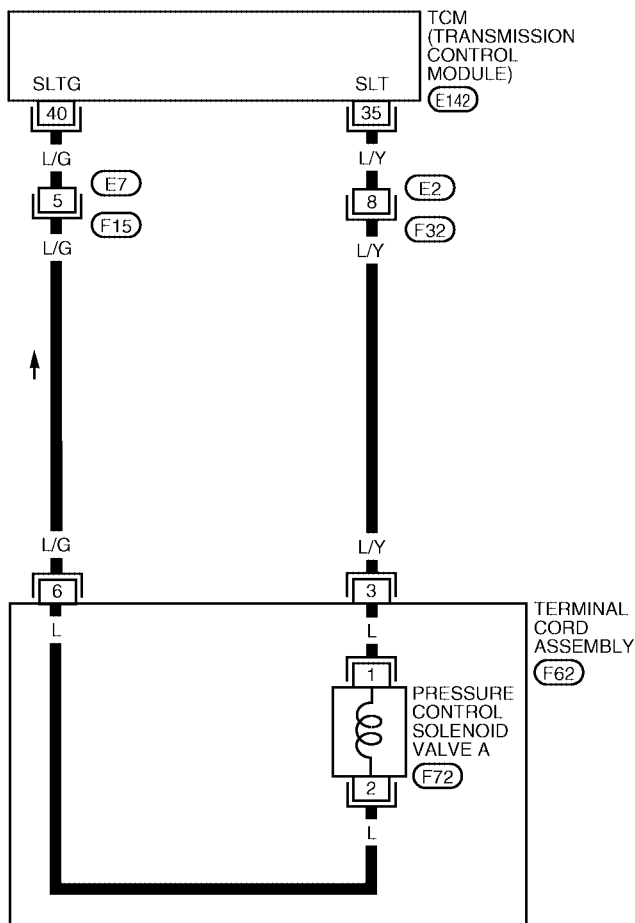 TCM
(TRANSMISSION
CONTROL
MODULE)
E142
SLTG
SLT
40
35
L/G
L/Y
5
E7
F15
8
E2
F32
L/G
L/Y
L/G
L/Y
6
3
TERMINAL
CORD
ASSEMBLY
F62
L
L
1
PRESSURE
CONTROL
SOLENOID
VALVE A
F72
2
L